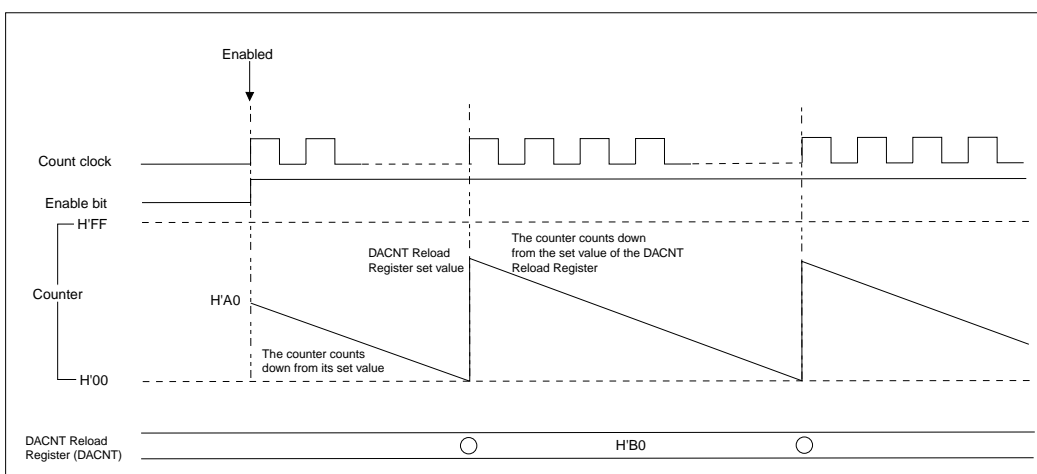 Enabled
Count clock
Enable bit
H'FF
DACNT Reload
Register set value
The counter counts down
from the set value of the DACNT
Reload Register
Counter
H'A0
The counter counts
down from its set value
H'00
DACNT Reload
Register (DACNT)
H'B0